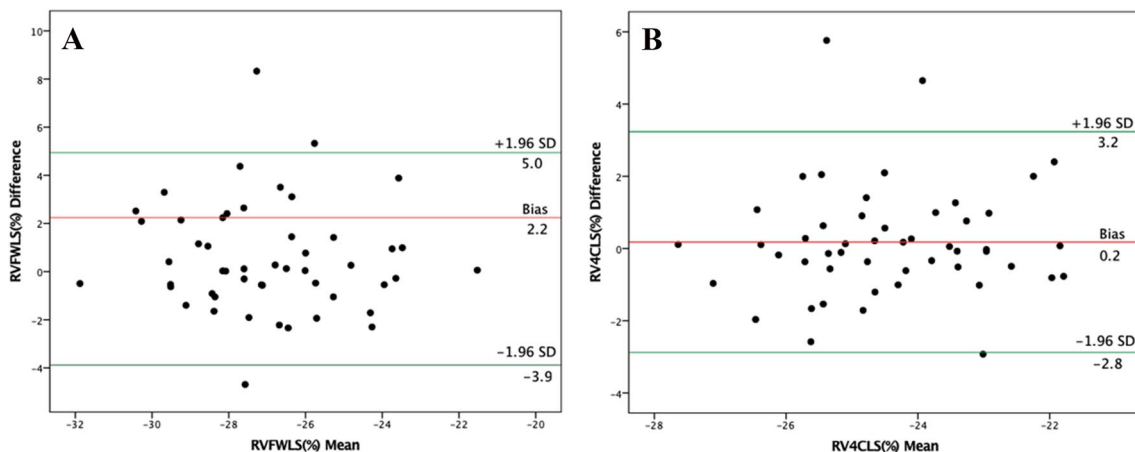 A
RVFWLS(%) Difference
10
8
6
4
2
0
−2
−4
+1.96 SD
5.0
Bias
2.2
−1.96 SD
−3.9
−32
−30
−28
−26
−24
−22
−20
RVFWLS(%) Mean
B
RV4CLS(%) Difference
6
4
2
0
−2
−4
+1.96 SD
3.2
Bias
0.2
−1.96 SD
−2.8
−28
−26
−24
−22
RV4CLS(%) Mean